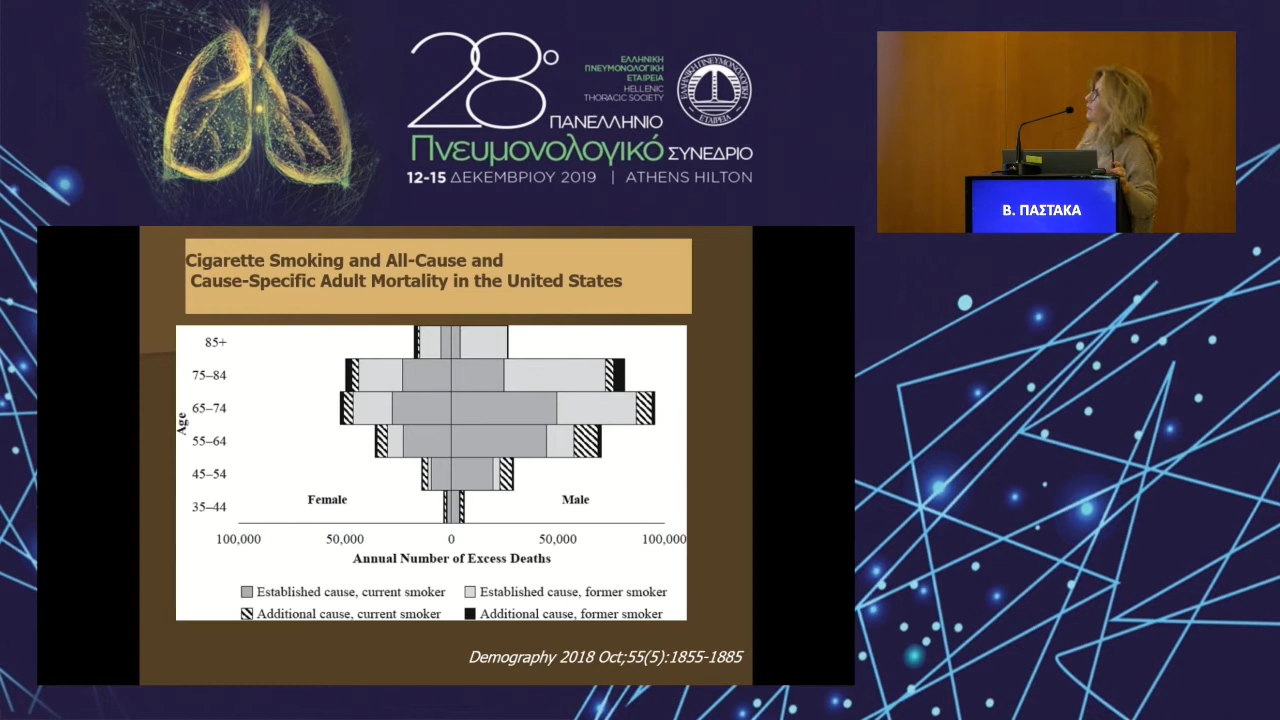 28°
ΕΛΛΗΝΙΚΗ
ΠΝΕΥΜΟΝΟΛΟΓΙΚΗ
ΕΤΑΙΡΕΙΑ
HELLENIC
THORACIC SOCIETY
ΕΛΛΗΝΙΚΗ ΠΝΕΥΜΟΝΟΛΟΓΙΚΗ ΕΤΑΙΡΕΙΑ
ΠΑΝΕΛΛΗΝΙΟ
Πνευμονολογικό ΣΥΝΕΔΡΙΟ
12-15 ΔΕΚΕΜΒΡΙΟΥ 2019 | ATHENS HILTON
Β. ΠΑΣΤΑΚΑ
Cigarette Smoking and All-Cause and
Cause-Specific Adult Mortality in the United States
85+
75–84
65–74
55–64
45–54
35–44
Age
Female
Male
100,000 50,000 0 50,000 100,000
Annual Number of Excess Deaths
Established cause, current smoker
Established cause, former smoker
Additional cause, current smoker
Additional cause, former smoker
Demography 2018 Oct;55(5):1855-1885